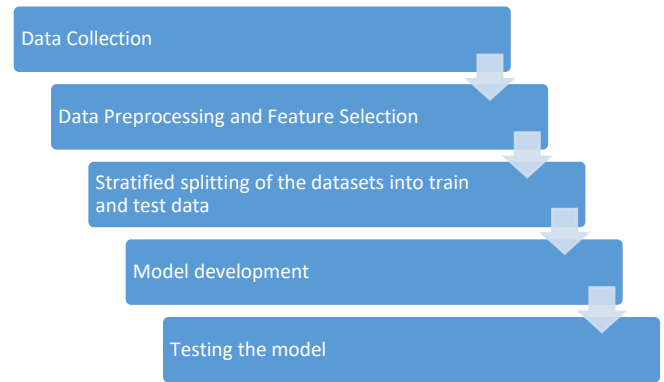 Data Collection
Data Preprocessing and Feature Selection
Stratified splitting of the datasets into train
and test data
Model development
Testing the model